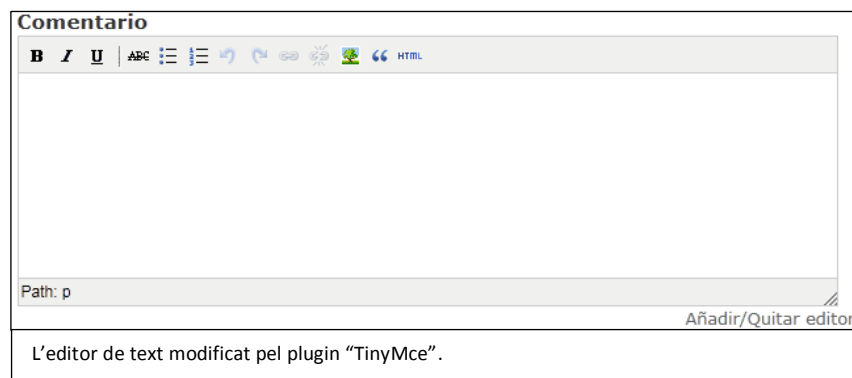 Comentario
B I U ABC HTML
Path: p
Añadir/Quitar editor
L’editor de text modificat pel plugin “TinyMce”.